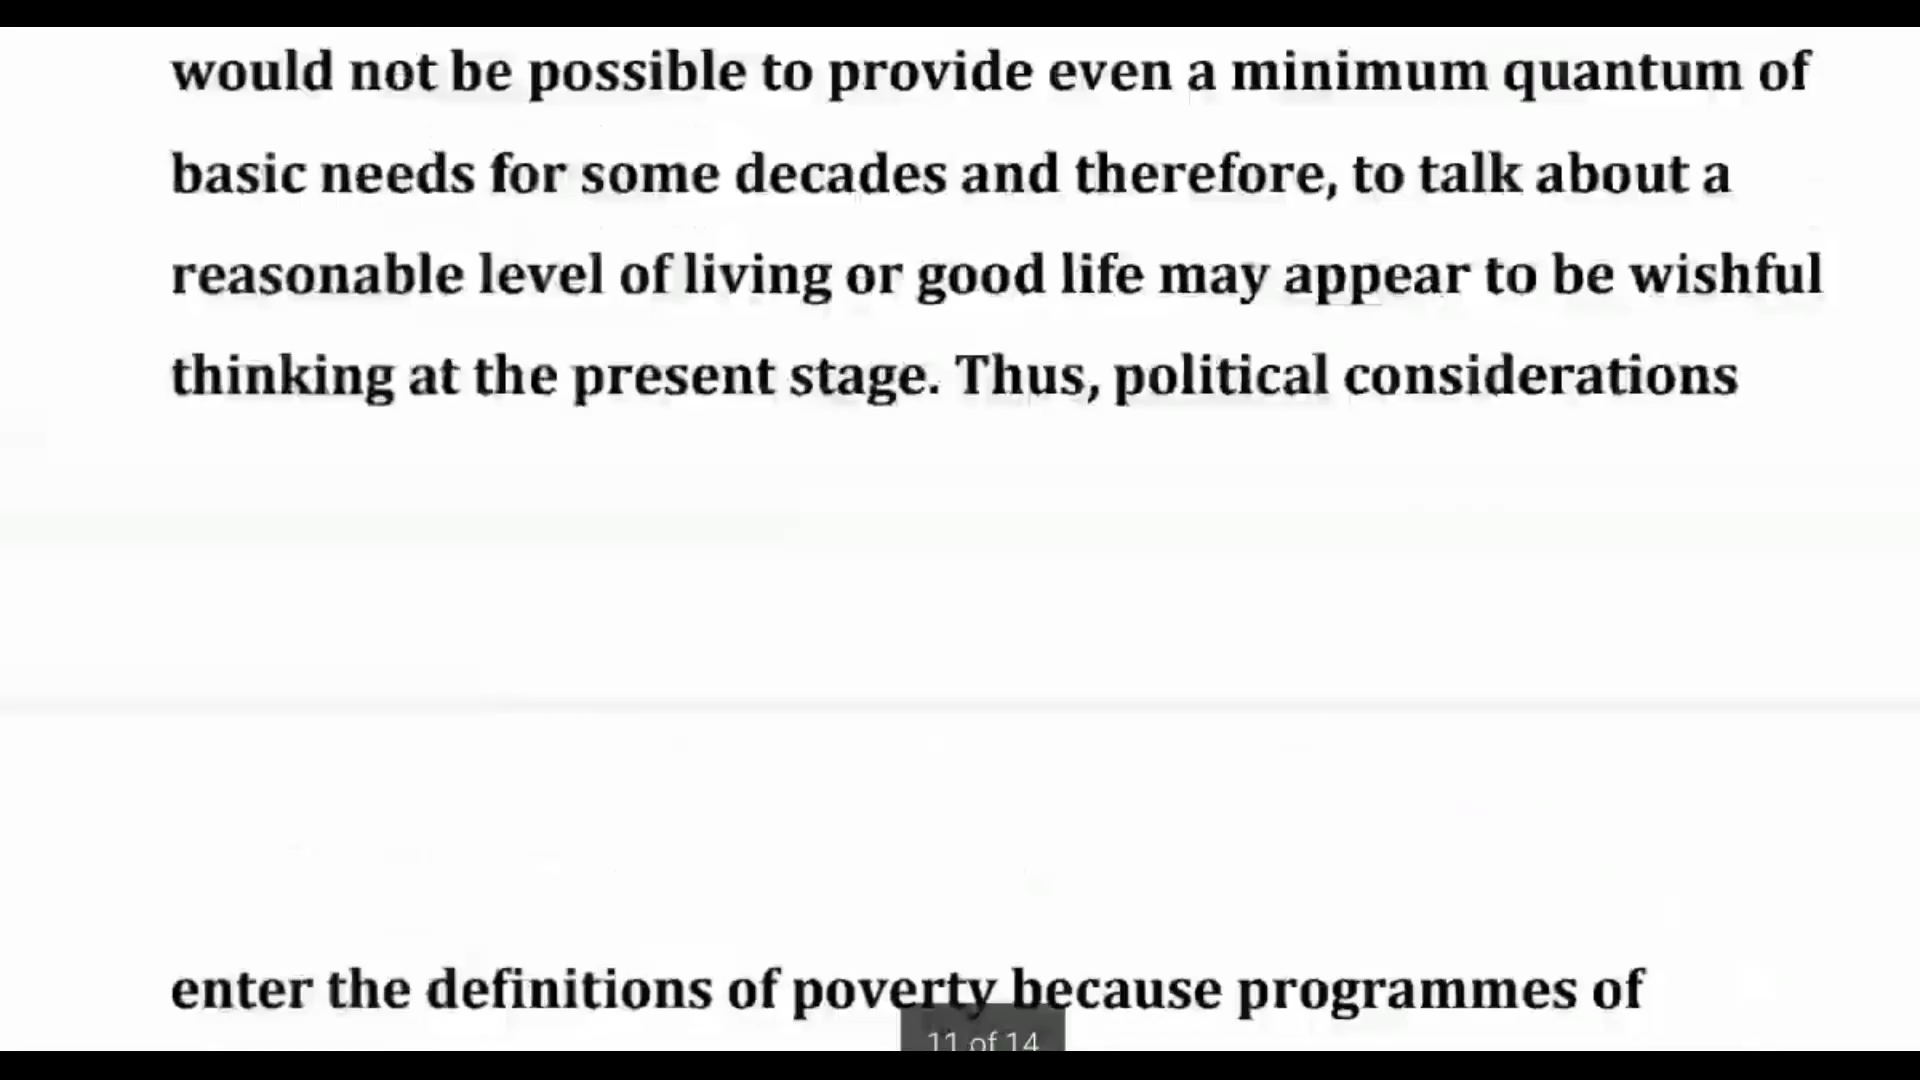 would not be possible to provide even a minimum quantum of
basic needs for some decades and therefore, to talk about a
reasonable level of living or good life may appear to be wishful
thinking at the present stage. Thus, political considerations
enter the definitions of poverty because programmes of
11 of 14